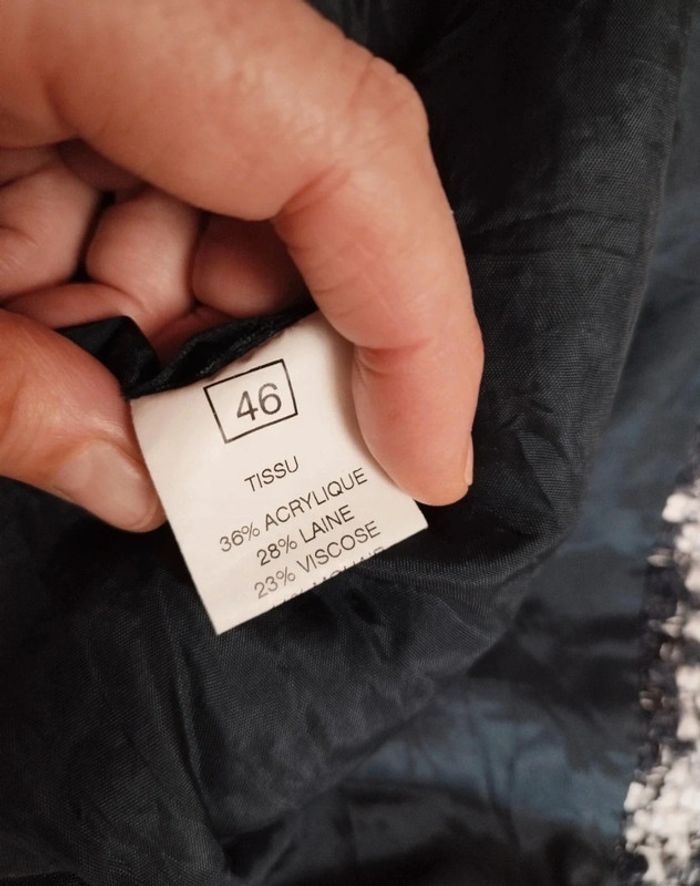 46
TISSU
36% ACRYLIQUE
28% LAINE
23% VISCOSE